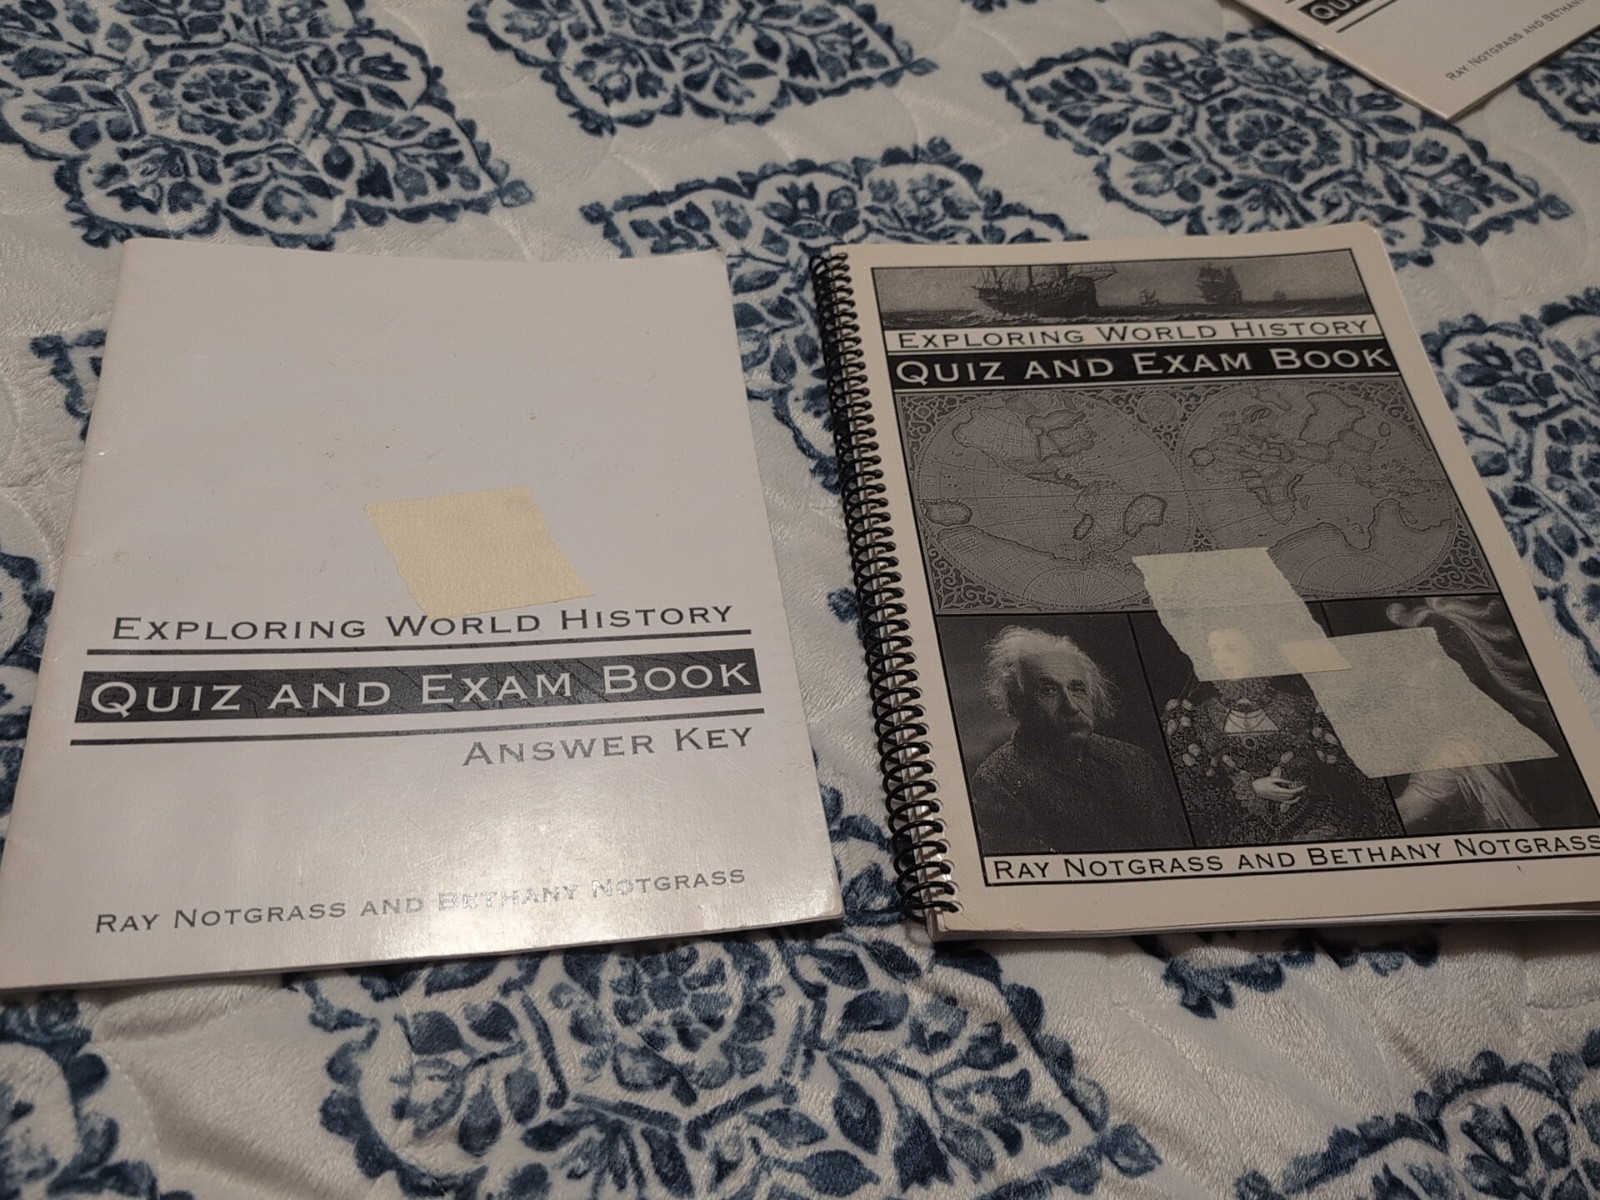 EXPLORING WORLD HISTORY
QUIZ AND EXAM BOOK
ANSWER KEY
RAY NOTGRASS AND BETHANY NOTGRASS
EXPLORING WORLD HISTORY
QUIZ AND EXAM BOOK
RAY NOTGRASS AND BETHANY NOTGRASS
RAY NOTGRASS AND BETHANY